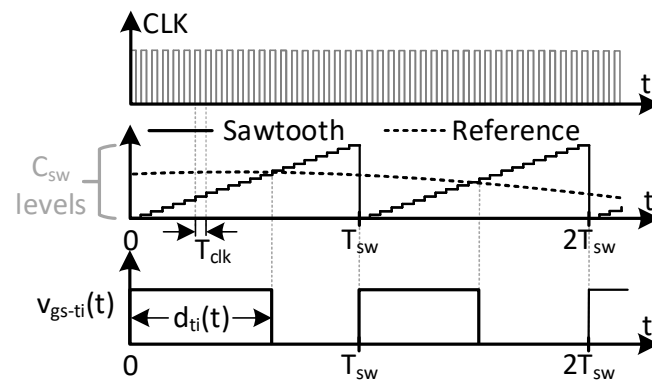 CLK
t
Sawtooth
Reference
C_sw
levels
t
0
T_clk
T_sw
2T_sw
v_gs-ti(t)
d_ti(t)
t
0
T_sw
2T_sw